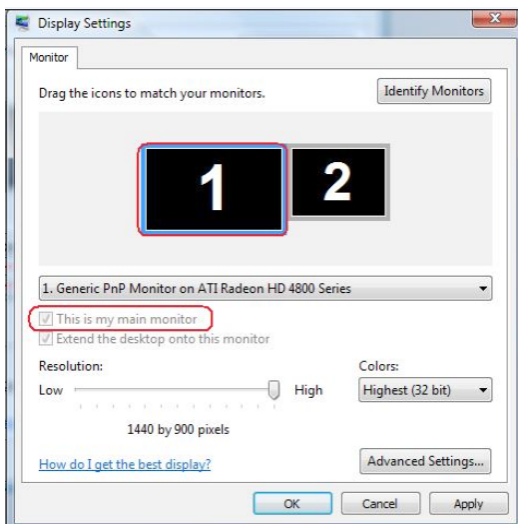 Display Settings
Monitor
Drag the icons to match your monitors.
Identify Monitors
1
2
1. Generic PnP Monitor on ATI Radeon HD 4800 Series
This is my main monitor
Extend the desktop onto this monitor
Resolution:
Colors:
Low
High
Highest (32 bit)
1440 by 900 pixels
How do I get the best display?
Advanced Settings...
OK
Cancel
Apply